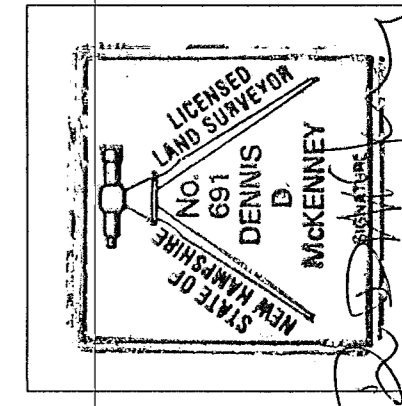 LICENSED
LAND SURVEYOR
STATE OF
NEW HAMPSHIRE
No.
691
DENNIS
D.
McKENNEY
SIGNATURE